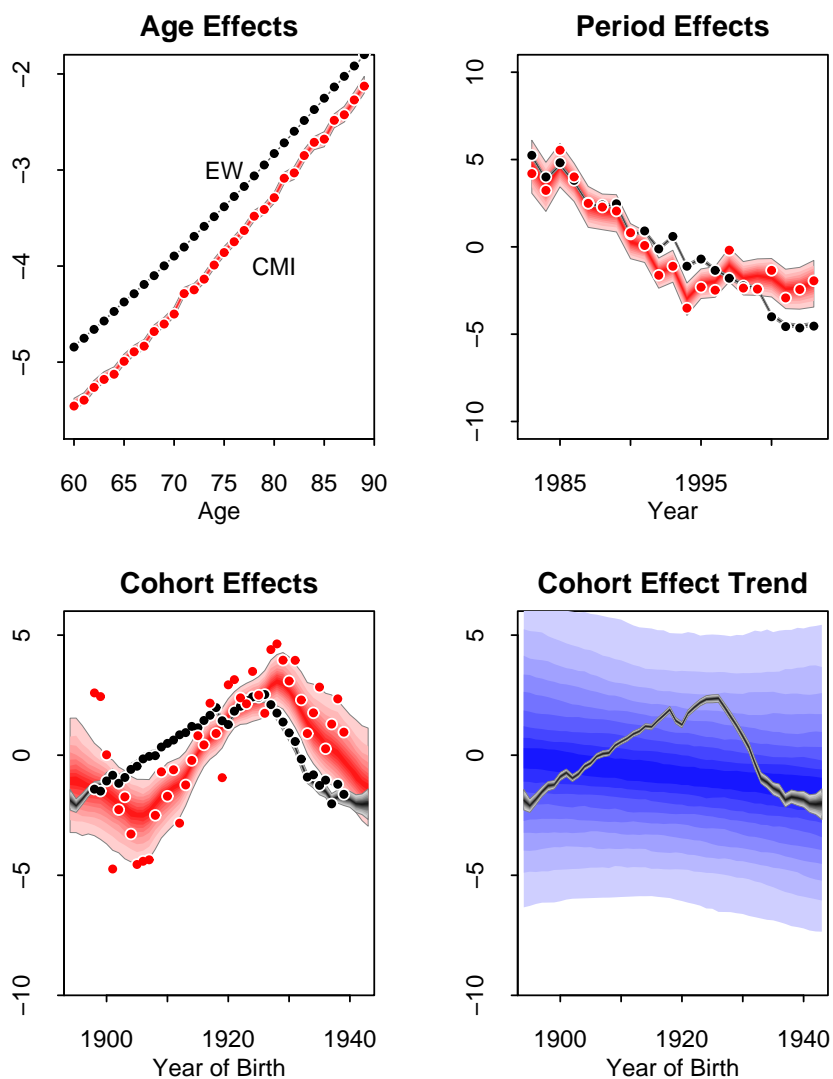 Age Effects
−2
−3
−4
−5
EW
CMI
60 65 70 75 80 85 90
Age
Period Effects
10
5
0
−5
−10
1985 1995
Year
Cohort Effects
5
0
−5
−10
1900 1920 1940
Year of Birth
Cohort Effect Trend
5
0
−5
−10
1900 1920 1940
Year of Birth